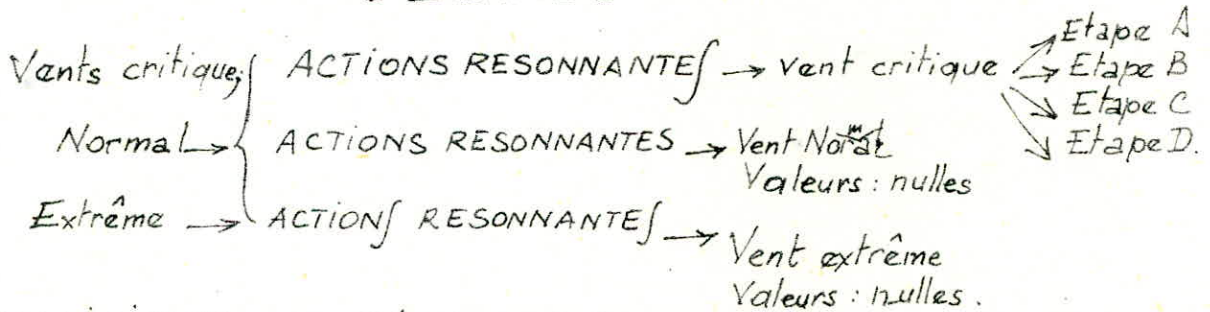 Vents critique, ACTIONS RESONNANTES → vent critique
Etape A
Etape B
Etape C
Etape D.
Normal → ACTIONS RESONNANTES → Vent Normal
Valeurs : nulles
Extrême → ACTIONS RESONNANTES → Vent extrême
Valeurs : nulles.